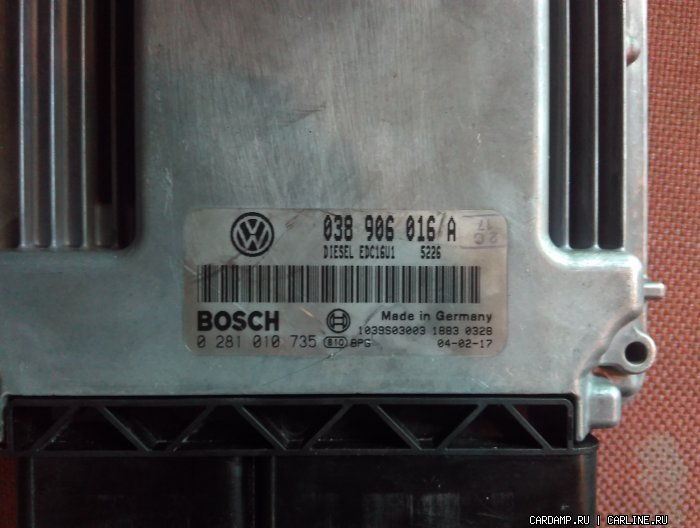 038 906 016 A
DIESEL EDC16U1 5226
BOSCH
Made in Germany
1039S03003 1883 0328
0 281 010 735 810 BPG 04-02-17
CARDAMP.RU | CARLINE.RU